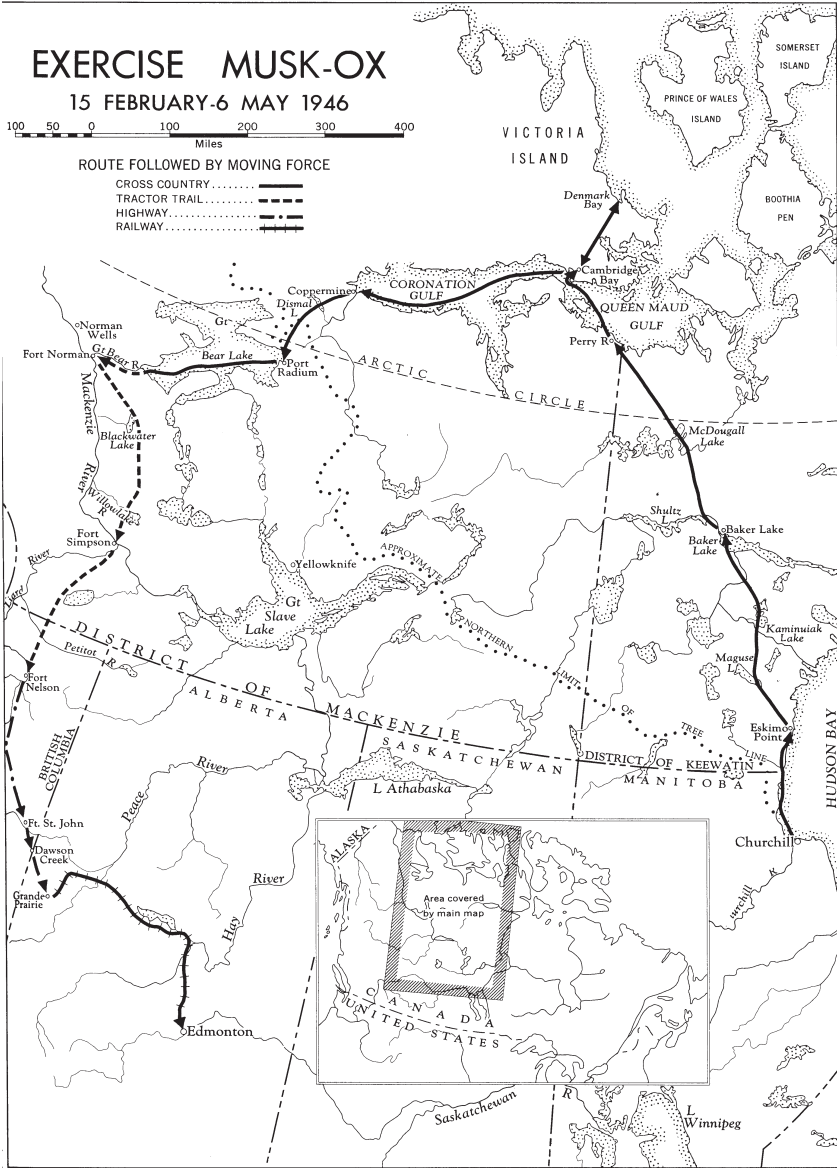 EXERCISE MUSK-OX
15 FEBRUARY-6 MAY 1946
100 50 0 100 200 300 400
Miles
ROUTE FOLLOWED BY MOVING FORCE
CROSS COUNTRY........
TRACTOR TRAIL.........
HIGHWAY..............
RAILWAY..............
SOMERSET
ISLAND
PRINCE OF WALES
ISLAND
VICTORIA
ISLAND
BOOTHIA
PEN
Denmark
Bay
Cambridge
Bay
CORONATION
GULF
Coppermine
Dismal
L
QUEEN MAUD
GULF
Perry R
Norman
Wells
Fort Norman
Gt Bear R
Gt
Bear Lake
Port
Radium
ARCTIC CIRCLE
Mackenzie
River
Blackwater
Lake
McDougall
Lake
Willowlake
R
Fort
Simpson
Shultz
L
Baker Lake
Baker
Lake
River
Liard
Yellowknife
Gt
Slave
Lake
APPROXIMATE NORTHERN LIMIT OF TREE LINE
Kaminuiak
Lake
Maguse
L
Petitot R
Fort
Nelson
DISTRICT OF MACKENZIE
ALBERTA
SASKATCHEWAN
DISTRICT OF KEEWATIN
MANITOBA
Eskimo
Point
HUDSON BAY
BRITISH
COLUMBIA
Peace River
L Athabaska
Ft. St. John
Dawson
Creek
Grande
Prairie
Hay River
Churchill
urchill R
Edmonton
ALASKA
Area covered
by main map
CANADA
UNITED STATES
Saskatchewan R
L
Winnipeg